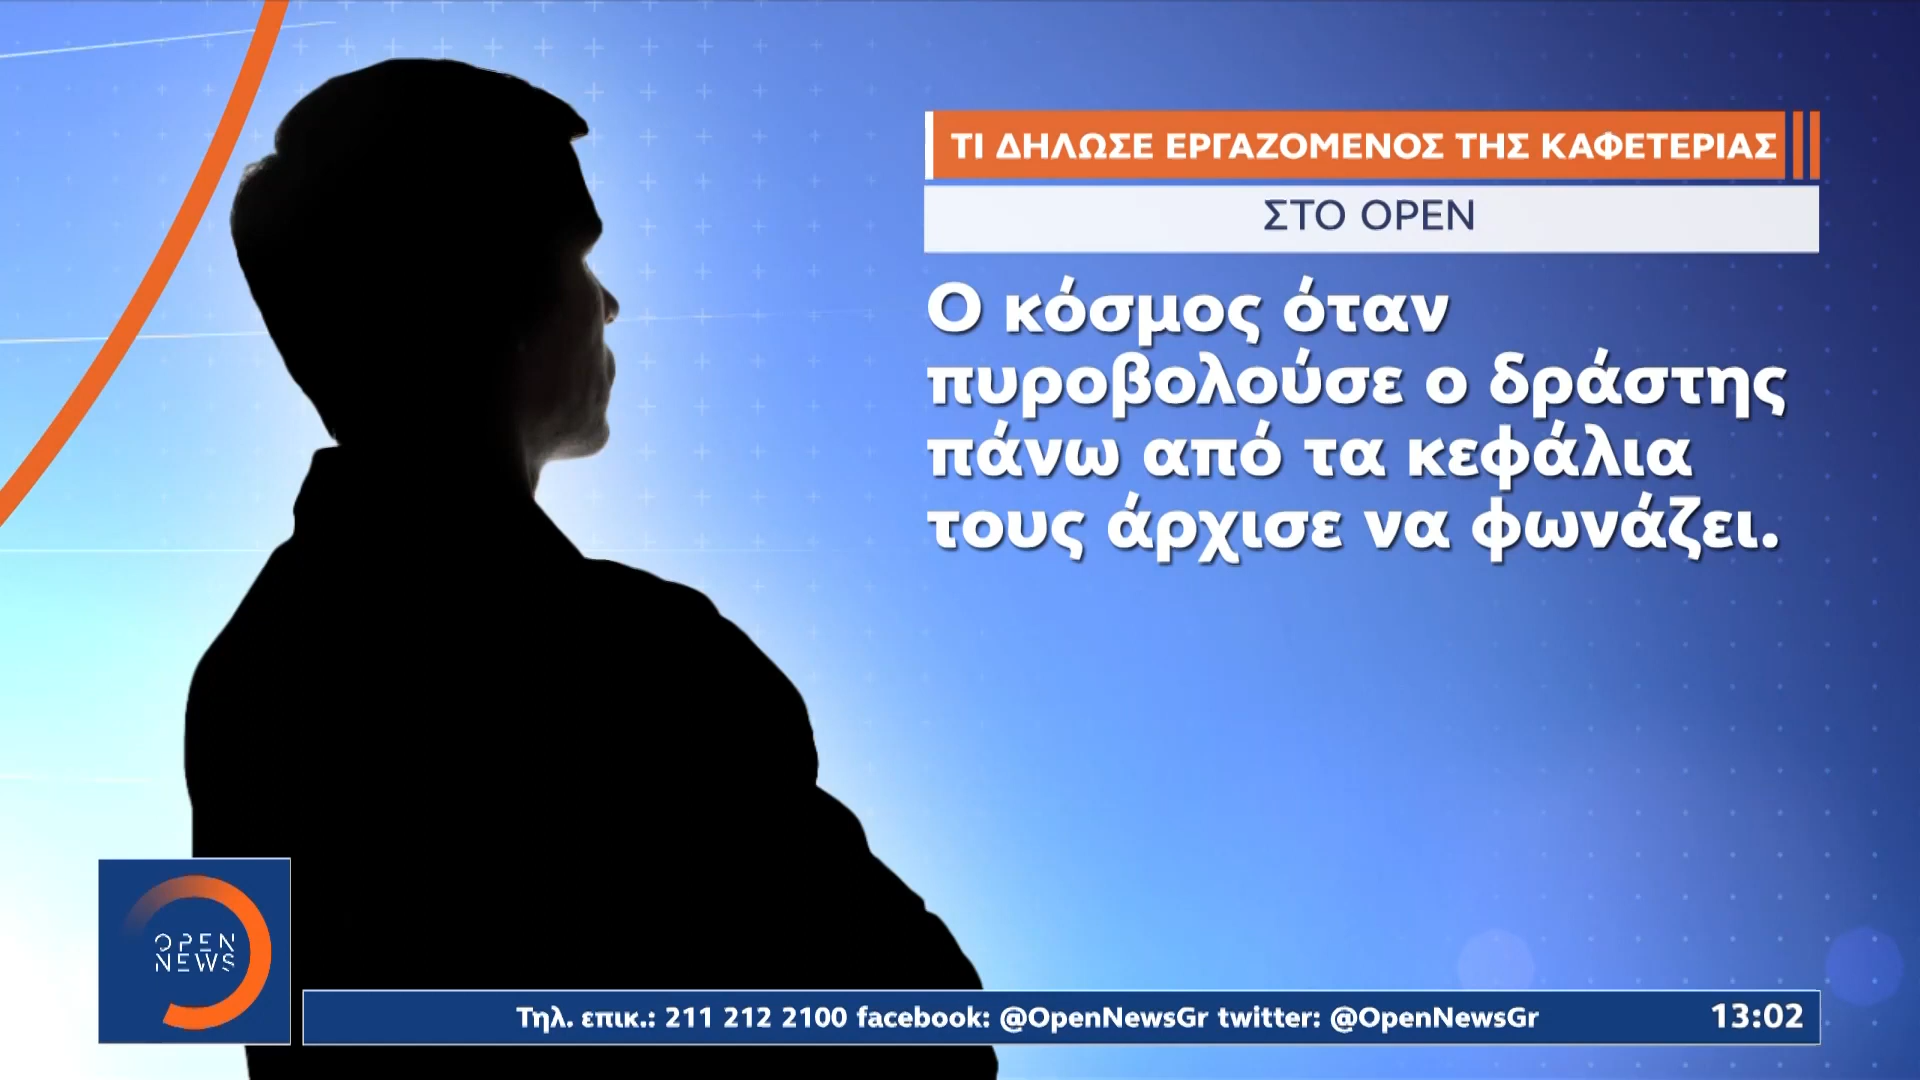 ΤΙ ΔΗΛΩΣΕ ΕΡΓΑΖΟΜΕΝΟΣ ΤΗΣ ΚΑΦΕΤΕΡΙΑΣ
ΣΤΟ OPEN
Ο κόσμος όταν
πυροβολούσε ο δράστης
πάνω από τα κεφάλια
τους άρχισε να φωνάζει.
OPEN
NEWS
Τηλ. επικ.: 211 212 2100 facebook: @OpenNewsGr twitter: @OpenNewsGr
13:02